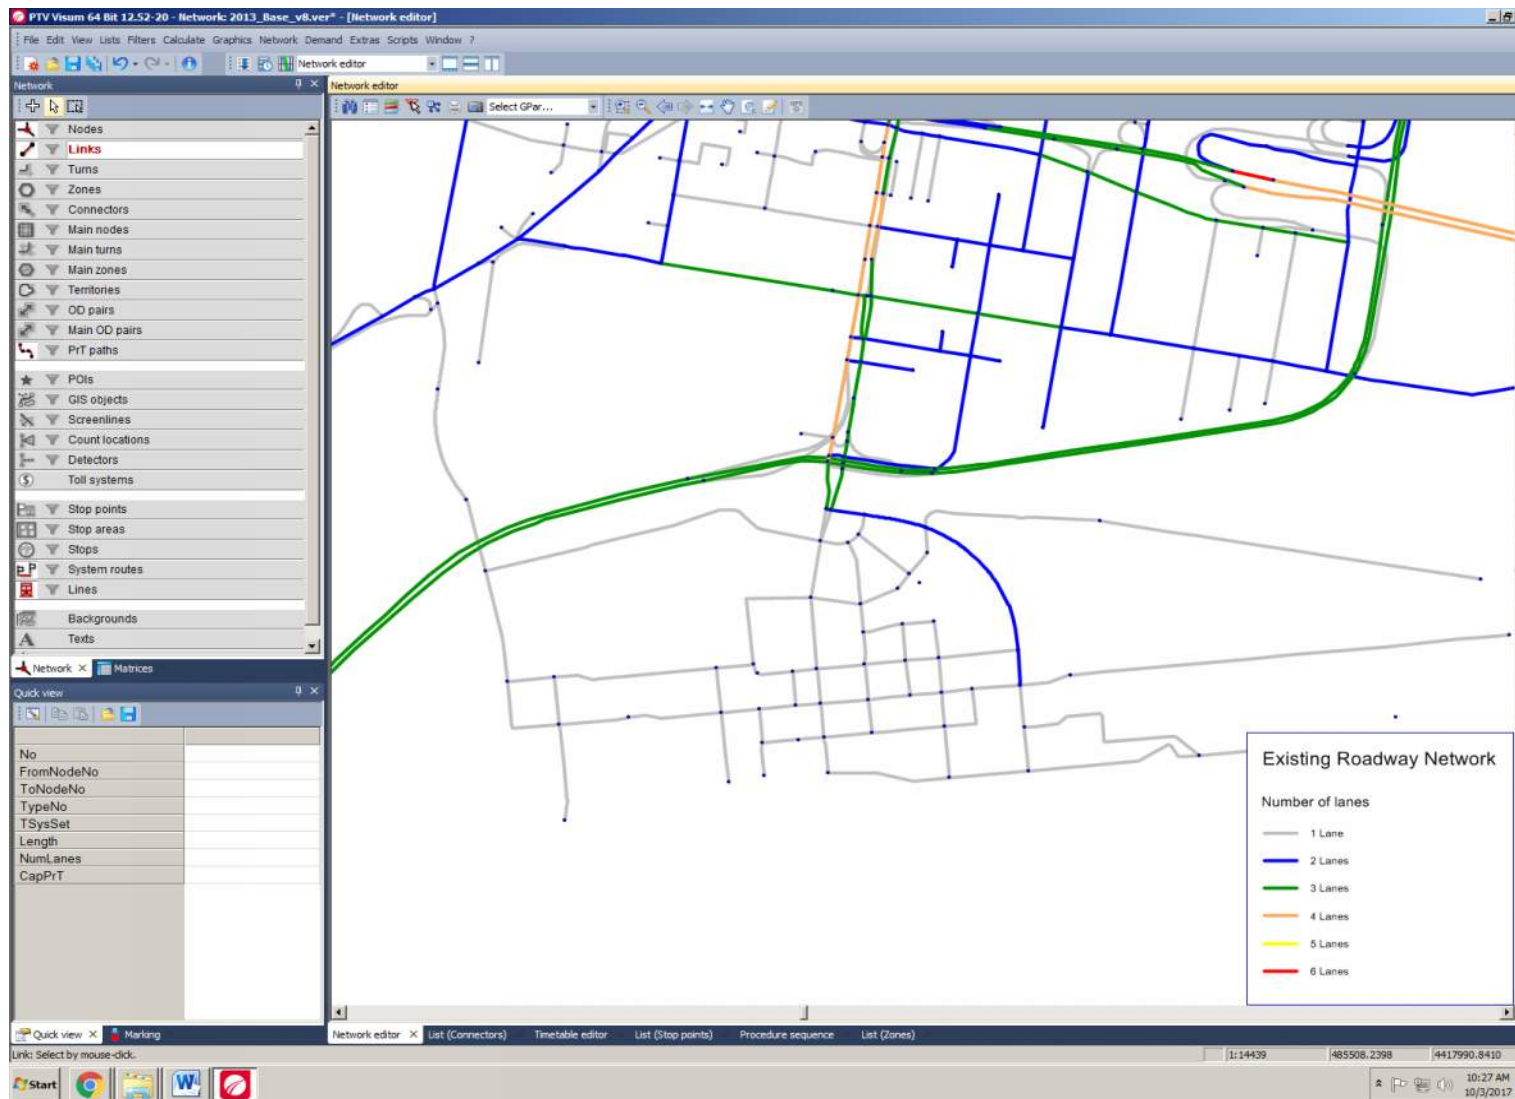 PTV Visum 64 Bit 12.52-20 - Network: 2013_Base_v8.ver* - [Network editor]
File Edit View Lists Filters Calculate Graphics Network Demand Extras Scripts Window ?
Network editor
Network
Network editor
Select GPar...
Nodes
Links
Turns
Zones
Connectors
Main nodes
Main turns
Main zones
Territories
OD pairs
Main OD pairs
PrT paths
POIs
GIS objects
Screenlines
Count locations
Detectors
Toll systems
Stop points
Stop areas
Stops
System routes
Lines
Backgrounds
Texts
Network Matrices
Quick view
No
FromNodeNo
ToNodeNo
TypeNo
TSysSet
Length
NumLanes
CapPrT
Existing Roadway Network
Number of lanes
1 Lane
2 Lanes
3 Lanes
4 Lanes
5 Lanes
6 Lanes
Quick view Marking
Network editor List (Connectors) Timetable editor List (Stop points) Procedure sequence List (Zones)
Link: Select by mouse-click.
1:14439 485508.2398 4417990.8410
Start
10:27 AM
10/3/2017